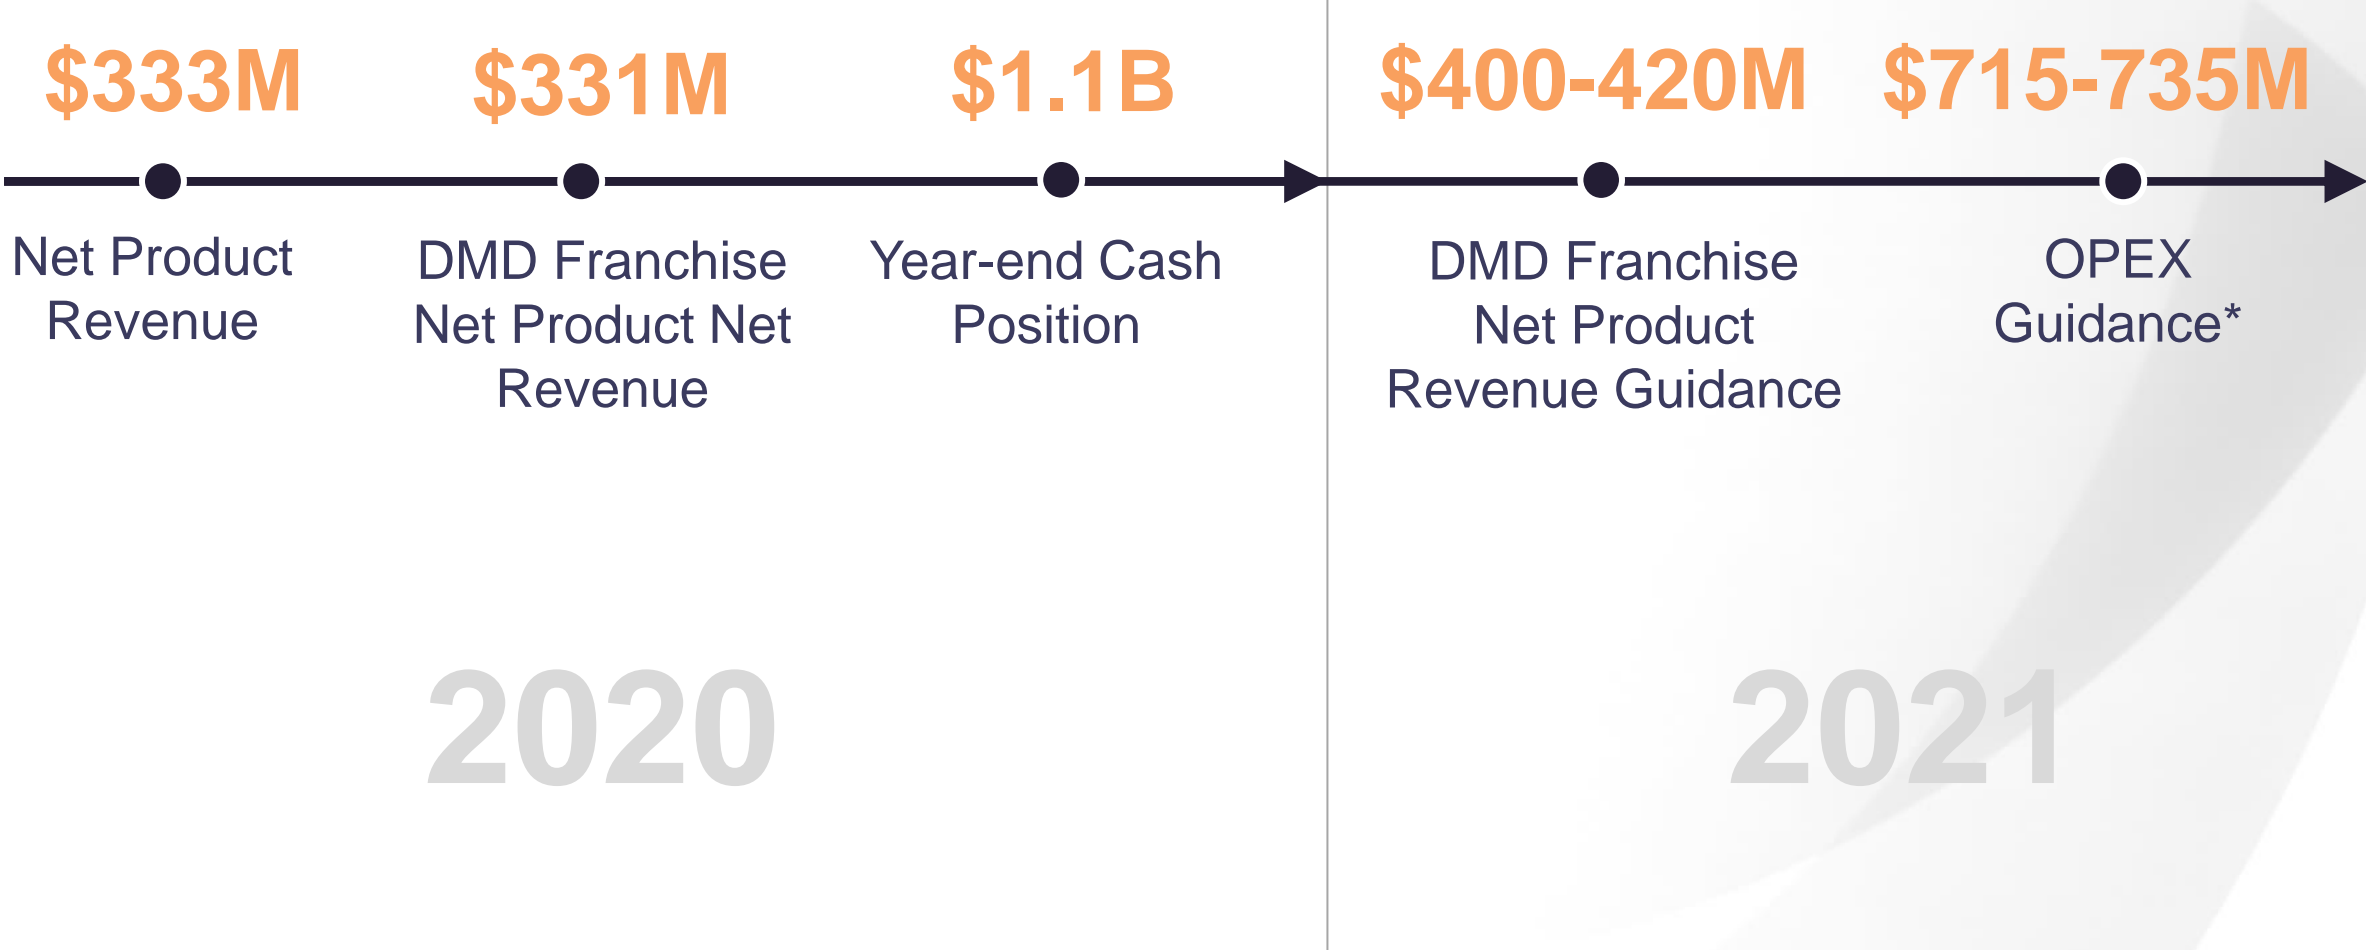 $333M
Net Product
Revenue
$331M
DMD Franchise
Net Product Net
Revenue
$1.1B
Year-end Cash
Position
2020
$400-420M
DMD Franchise
Net Product
Revenue Guidance
$715-735M
OPEX
Guidance*
2021